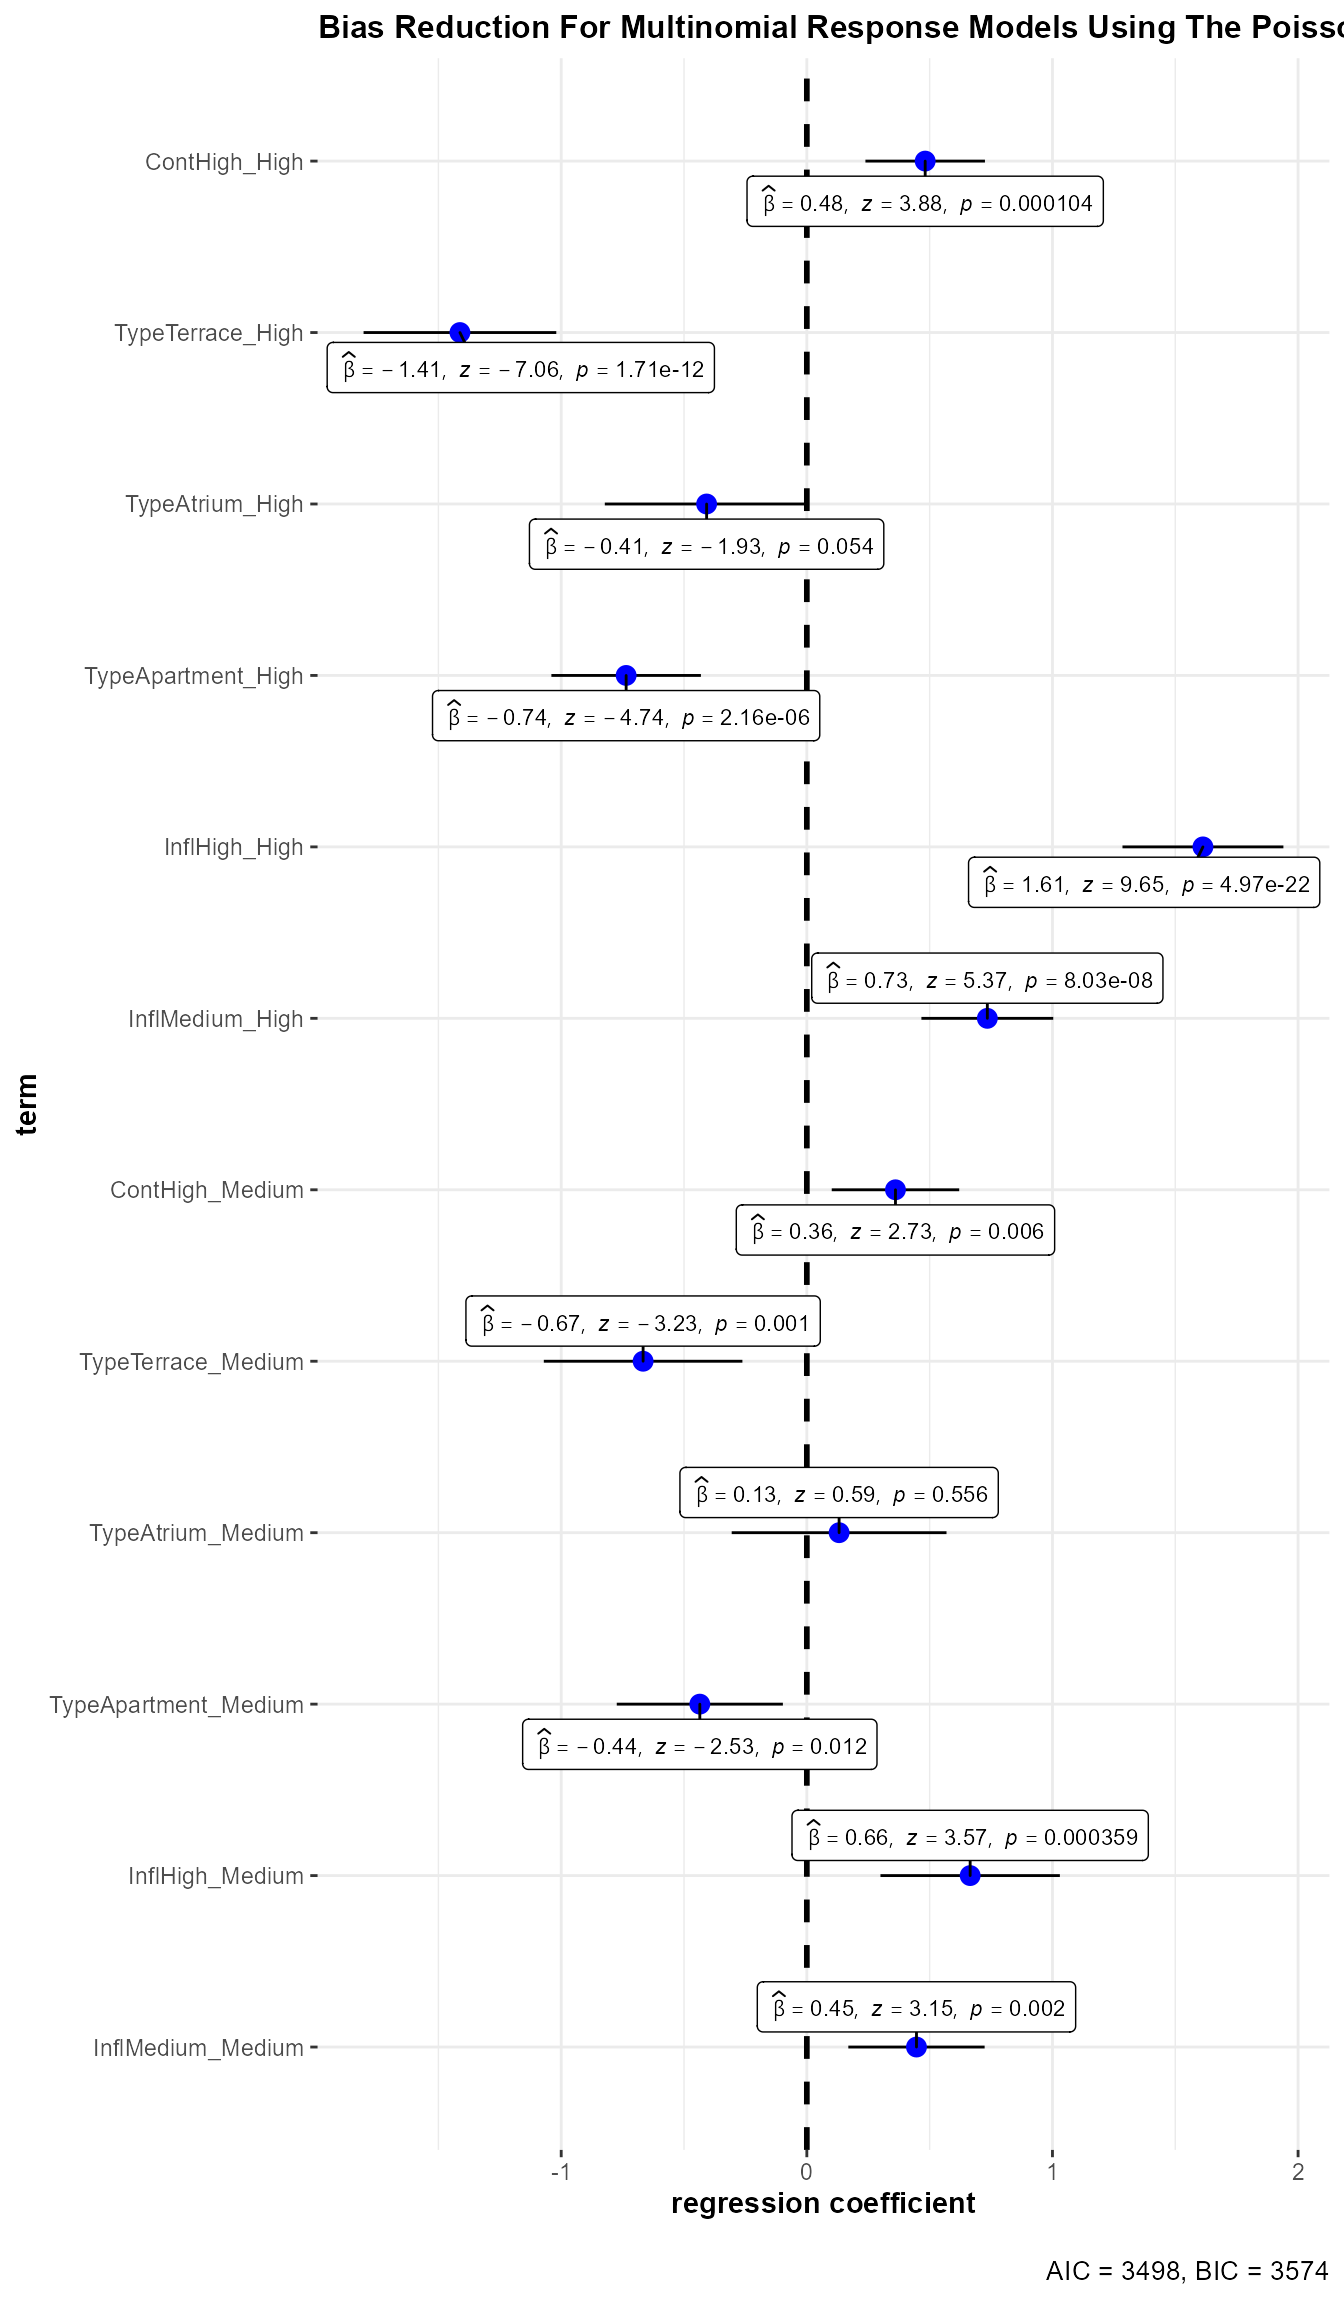 Bias Reduction For Multinomial Response Models Using The Poisso
ContHigh_High
β̂ = 0.48, z = 3.88, p = 0.000104
TypeTerrace_High
β̂ = −1.41, z = −7.06, p = 1.71e-12
TypeAtrium_High
β̂ = −0.41, z = −1.93, p = 0.054
TypeApartment_High
β̂ = −0.74, z = −4.74, p = 2.16e-06
InflHigh_High
β̂ = 1.61, z = 9.65, p = 4.97e-22
β̂ = 0.73, z = 5.37, p = 8.03e-08
InflMedium_High
term
ContHigh_Medium
β̂ = 0.36, z = 2.73, p = 0.006
β̂ = −0.67, z = −3.23, p = 0.001
TypeTerrace_Medium
β̂ = 0.13, z = 0.59, p = 0.556
TypeAtrium_Medium
TypeApartment_Medium
β̂ = −0.44, z = −2.53, p = 0.012
β̂ = 0.66, z = 3.57, p = 0.000359
InflHigh_Medium
β̂ = 0.45, z = 3.15, p = 0.002
InflMedium_Medium
-1 0 1 2
regression coefficient
AIC = 3498, BIC = 3574